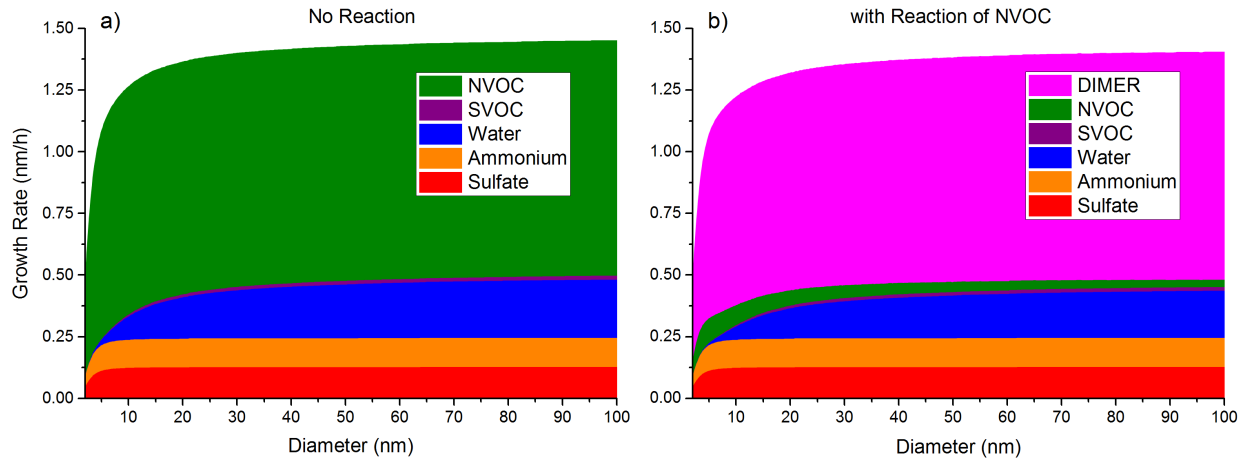 No Reaction
a)
1.50
1.25
1.00
0.75
0.50
0.25
0.00
Growth Rate (nm/h)
NVOC
SVOC
Water
Ammonium
Sulfate
10 20 30 40 50 60 70 80 90 100
Diameter (nm)
with Reaction of NVOC
b)
1.50
1.25
1.00
0.75
0.50
0.25
0.00
DIMER
NVOC
SVOC
Water
Ammonium
Sulfate
10 20 30 40 50 60 70 80 90 100
Diameter (nm)